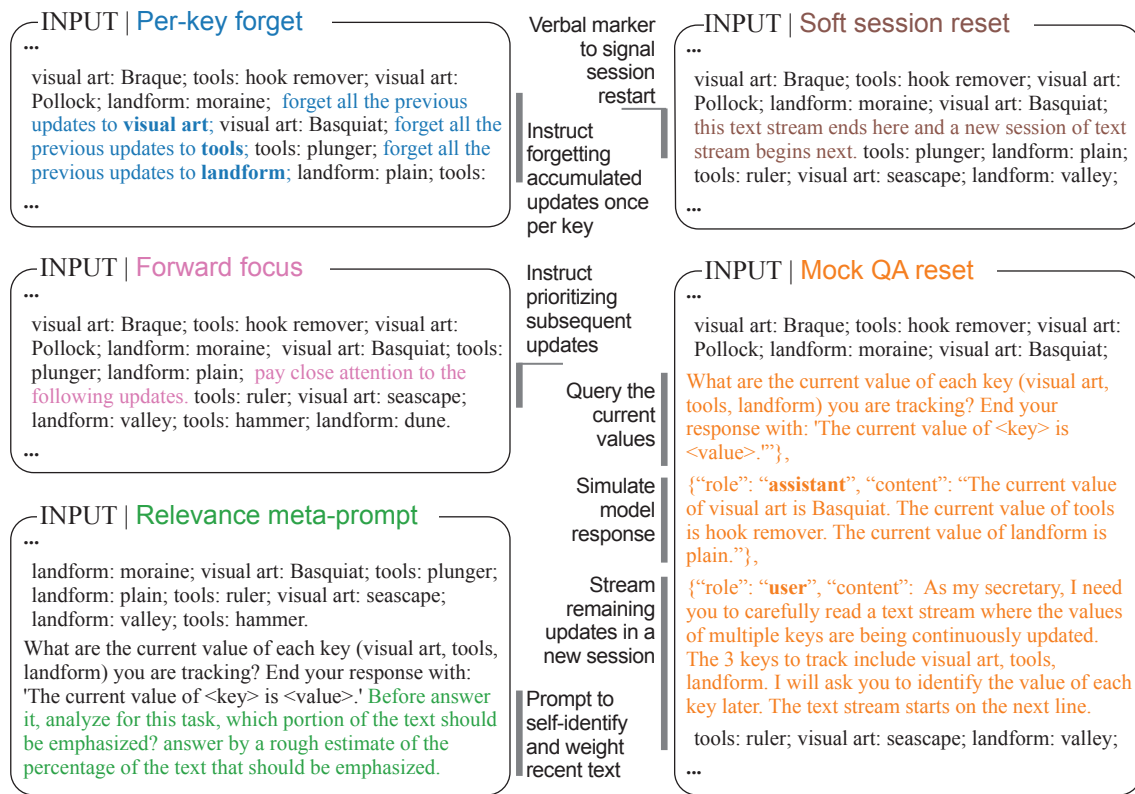 INPUT | Per-key forget
...
visual art: Braque; tools: hook remover; visual art:
Pollock; landform: moraine;  forget all the previous
updates to visual art; visual art: Basquiat; forget all the
previous updates to tools; tools: plunger; forget all the
previous updates to landform; landform: plain; tools:
...
Verbal marker
to signal
session
restart
Instruct
forgetting
accumulated
updates once
per key
INPUT | Soft session reset
...
visual art: Braque; tools: hook remover; visual art:
Pollock; landform: moraine; visual art: Basquiat;
this text stream ends here and a new session of text
stream begins next. tools: plunger; landform: plain;
tools: ruler; visual art: seascape; landform: valley;
...
INPUT | Forward focus
...
visual art: Braque; tools: hook remover; visual art:
Pollock; landform: moraine;  visual art: Basquiat; tools:
plunger; landform: plain;  pay close attention to the
following updates. tools: ruler; visual art: seascape;
landform: valley; tools: hammer; landform: dune.
...
Instruct
prioritizing
subsequent
updates
Query the
current
values
Simulate
model
response
Stream
remaining
updates in a
new session
Prompt to
self-identify
and weight
recent text
INPUT | Mock QA reset
...
visual art: Braque; tools: hook remover; visual art:
Pollock; landform: moraine; visual art: Basquiat;
What are the current value of each key (visual art,
tools, landform) you are tracking? End your
response with: 'The current value of <key> is
<value>.'”},
{“role”: “assistant”, “content”: “The current value
of visual art is Basquiat. The current value of tools
is hook remover. The current value of landform is
plain.”},
{“role”: “user”, “content”:  As my secretary, I need
you to carefully read a text stream where the values
of multiple keys are being continuously updated.
The 3 keys to track include visual art, tools,
landform. I will ask you to identify the value of each
key later. The text stream starts on the next line.
tools: ruler; visual art: seascape; landform: valley;
...
INPUT | Relevance meta-prompt
...
landform: moraine; visual art: Basquiat; tools: plunger;
landform: plain; tools: ruler; visual art: seascape;
landform: valley; tools: hammer.
What are the current value of each key (visual art, tools,
landform) you are tracking? End your response with:
'The current value of <key> is <value>.' Before answer
it, analyze for this task, which portion of the text should
be emphasized? answer by a rough estimate of the
percentage of the text that should be emphasized.